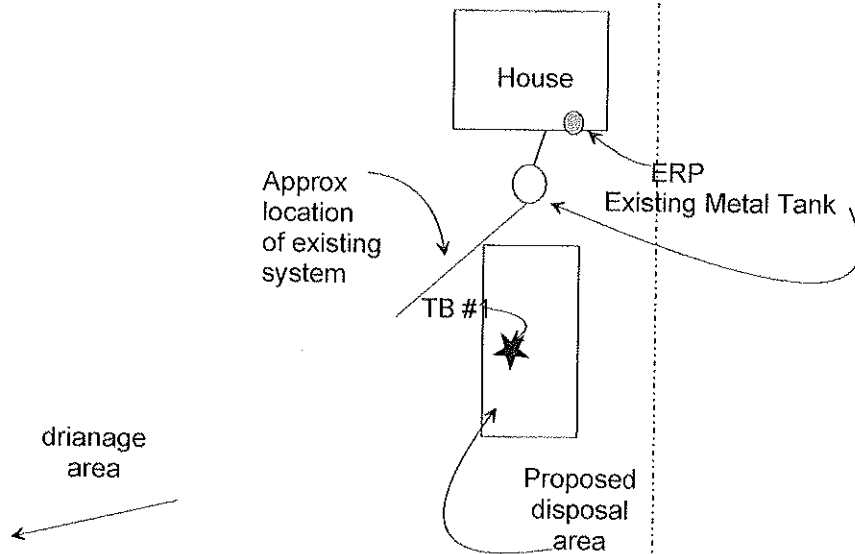 House
ERP
Existing Metal Tank
Approx
location
of existing
system
TB #1
drianage
area
Proposed
disposal
area